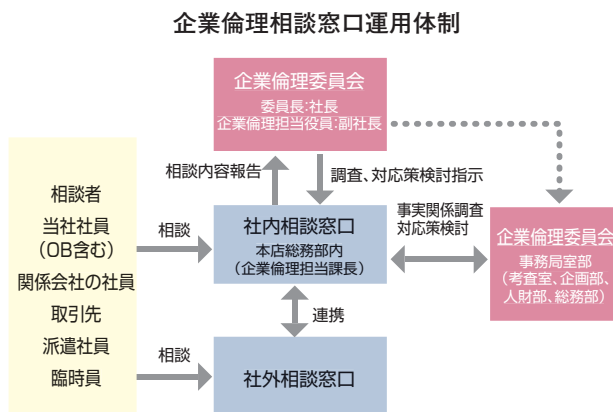 企業倫理相談窓口運用体制
企業倫理委員会
委員長:社長
企業倫理担当役員:副社長
相談内容報告
調査、対応策検討指示
相談者
当社社員
(OB含む)
関係会社の社員
取引先
派遣社員
臨時員
相談
社内相談窓口
本店総務部内
(企業倫理担当課長)
事実関係調査
対応策検討
企業倫理委員会
事務局室部
(考査室、企画部、
人財部、総務部)
連携
相談
社外相談窓口